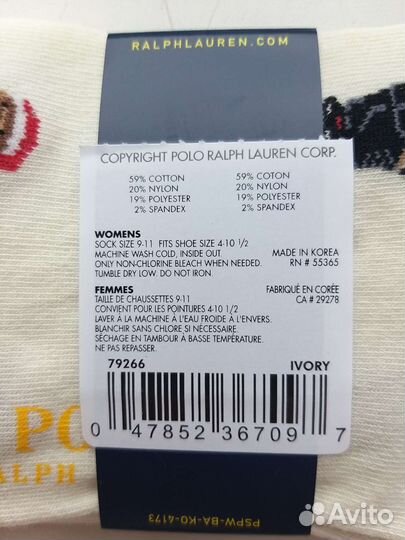 RALPHLAUREN.COM
COPYRIGHT POLO RALPH LAUREN CORP.
59% COTTON 59% COTON
20% NYLON 20% NYLON
19% POLYESTER 19% POLYESTER
2% SPANDEX 2% SPANDEX
WOMENS
SOCK SIZE 9-11 FITS SHOE SIZE 4-10 1/2
MACHINE WASH COLD, INSIDE OUT. MADE IN KOREA
ONLY NON-CHLORINE BLEACH WHEN NEEDED. RN # 55365
TUMBLE DRY LOW. DO NOT IRON
FEMMES FABRIQUÉ EN CORÉE
TAILLE DE CHAUSSETTES 9-11 CA # 29278
CONVIENT POUR LES POINTURES 4-10 1/2
LAVER À LA MACHINE À L'EAU FROIDE À L'ENVERS.
BLANCHIR SANS CHLORE SI NÉCESSAIRE.
SÉCHAGE EN TAMBOUR À BASSE TEMPÉRATURE.
NE PAS REPASSER.
79266 IVORY
0 47852 36709 7
PO
ALPH
PSPW-BA-KO-4173
Avito